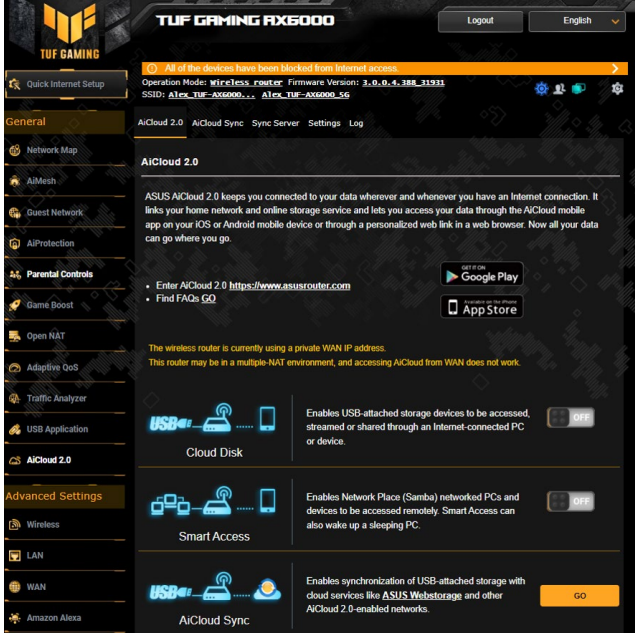 TUF GAMING
TUF GAMING AX6000
Logout
English
Quick Internet Setup
All of the devices have been blocked from Internet access.
Operation Mode: Wireless router Firmware Version: 3.0.0.4.388_31931
SSID: Alex_TUF-AX6000... Alex_TUF-AX6000_5G
General
AiCloud 2.0 AiCloud Sync Sync Server Settings Log
Network Map
AiMesh
Guest Network
AiProtection
Parental Controls
Game Boost
Open NAT
Adaptive QoS
Traffic Analyzer
USB Application
AiCloud 2.0
Advanced Settings
Wireless
LAN
WAN
Amazon Alexa
AiCloud 2.0
ASUS AiCloud 2.0 keeps you connected to your data wherever and whenever you have an Internet connection. It
links your home network and online storage service and lets you access your data through the AiCloud mobile
app on your iOS or Android mobile device or through a personalized web link in a web browser. Now all your data
can go where you go.
Enter AiCloud 2.0 https://www.asusrouter.com
Find FAQs GO
GET IT ON
Google Play
Available on the iPhone
App Store
The wireless router is currently using a private WAN IP address.
This router may be in a multiple-NAT environment, and accessing AiCloud from WAN does not work.
USB
Cloud Disk
Enables USB-attached storage devices to be accessed,
streamed or shared through an Internet-connected PC
or device.
OFF
Smart Access
Enables Network Place (Samba) networked PCs and
devices to be accessed remotely. Smart Access can
also wake up a sleeping PC.
OFF
USB
AiCloud Sync
Enables synchronization of USB-attached storage with
cloud services like ASUS Webstorage and other
AiCloud 2.0-enabled networks.
GO